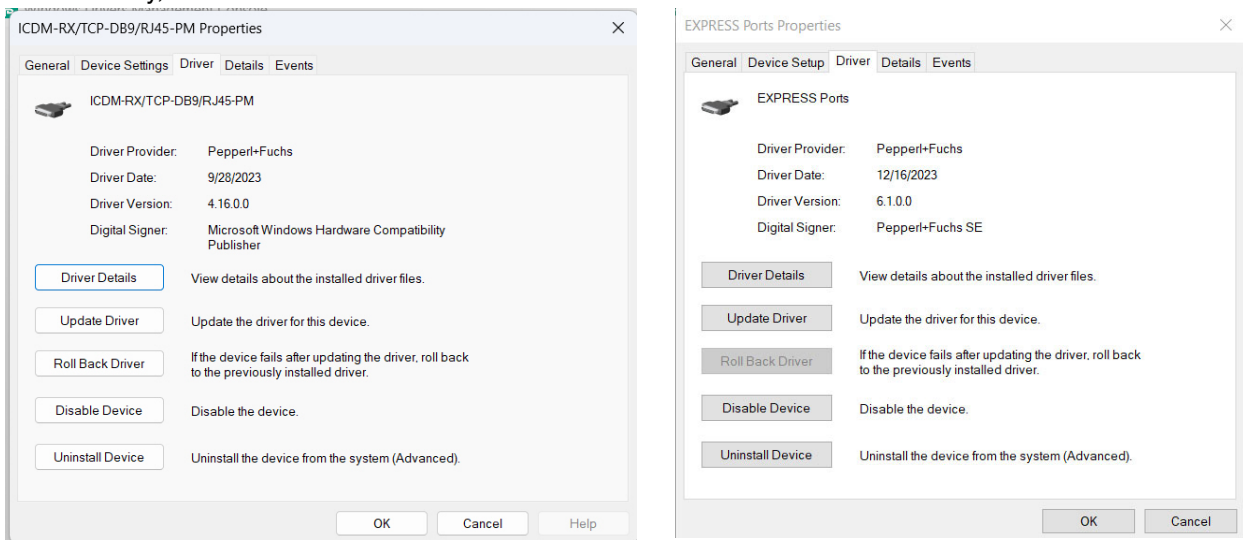 ICDM-RX/TCP-DB9/RJ45-PM Properties
General Device Settings Driver Details Events
ICDM-RX/TCP-DB9/RJ45-PM
Driver Provider: Pepperl+Fuchs
Driver Date: 9/28/2023
Driver Version: 4.16.0.0
Digital Signer: Microsoft Windows Hardware Compatibility
Publisher
Driver Details View details about the installed driver files.
Update Driver Update the driver for this device.
Roll Back Driver If the device fails after updating the driver, roll back
to the previously installed driver.
Disable Device Disable the device.
Uninstall Device Uninstall the device from the system (Advanced).
OK Cancel Help
EXPRESS Ports Properties
General Device Setup Driver Details Events
EXPRESS Ports
Driver Provider: Pepperl+Fuchs
Driver Date: 12/16/2023
Driver Version: 6.1.0.0
Digital Signer: Pepperl+Fuchs SE
Driver Details View details about the installed driver files.
Update Driver Update the driver for this device.
Roll Back Driver If the device fails after updating the driver, roll back
to the previously installed driver.
Disable Device Disable the device.
Uninstall Device Uninstall the device from the system (Advanced).
OK Cancel